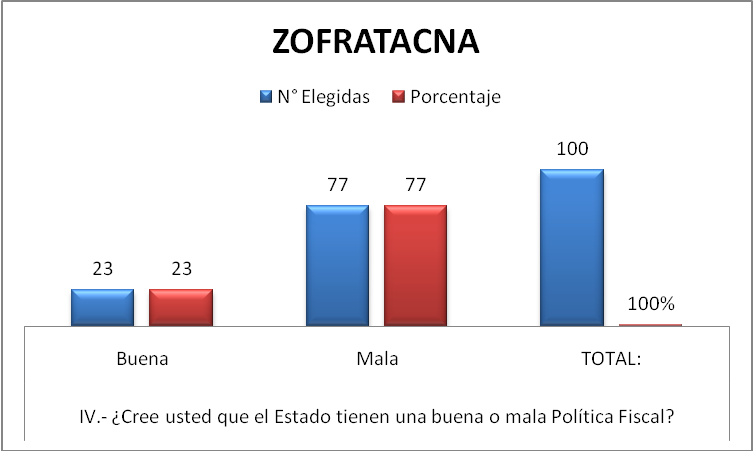 ZOFRATACNA
N° Elegidas Porcentaje
100
77 77
23 23
100%
Buena Mala TOTAL:
IV.- ¿Cree usted que el Estado tienen una buena o mala Política Fiscal?